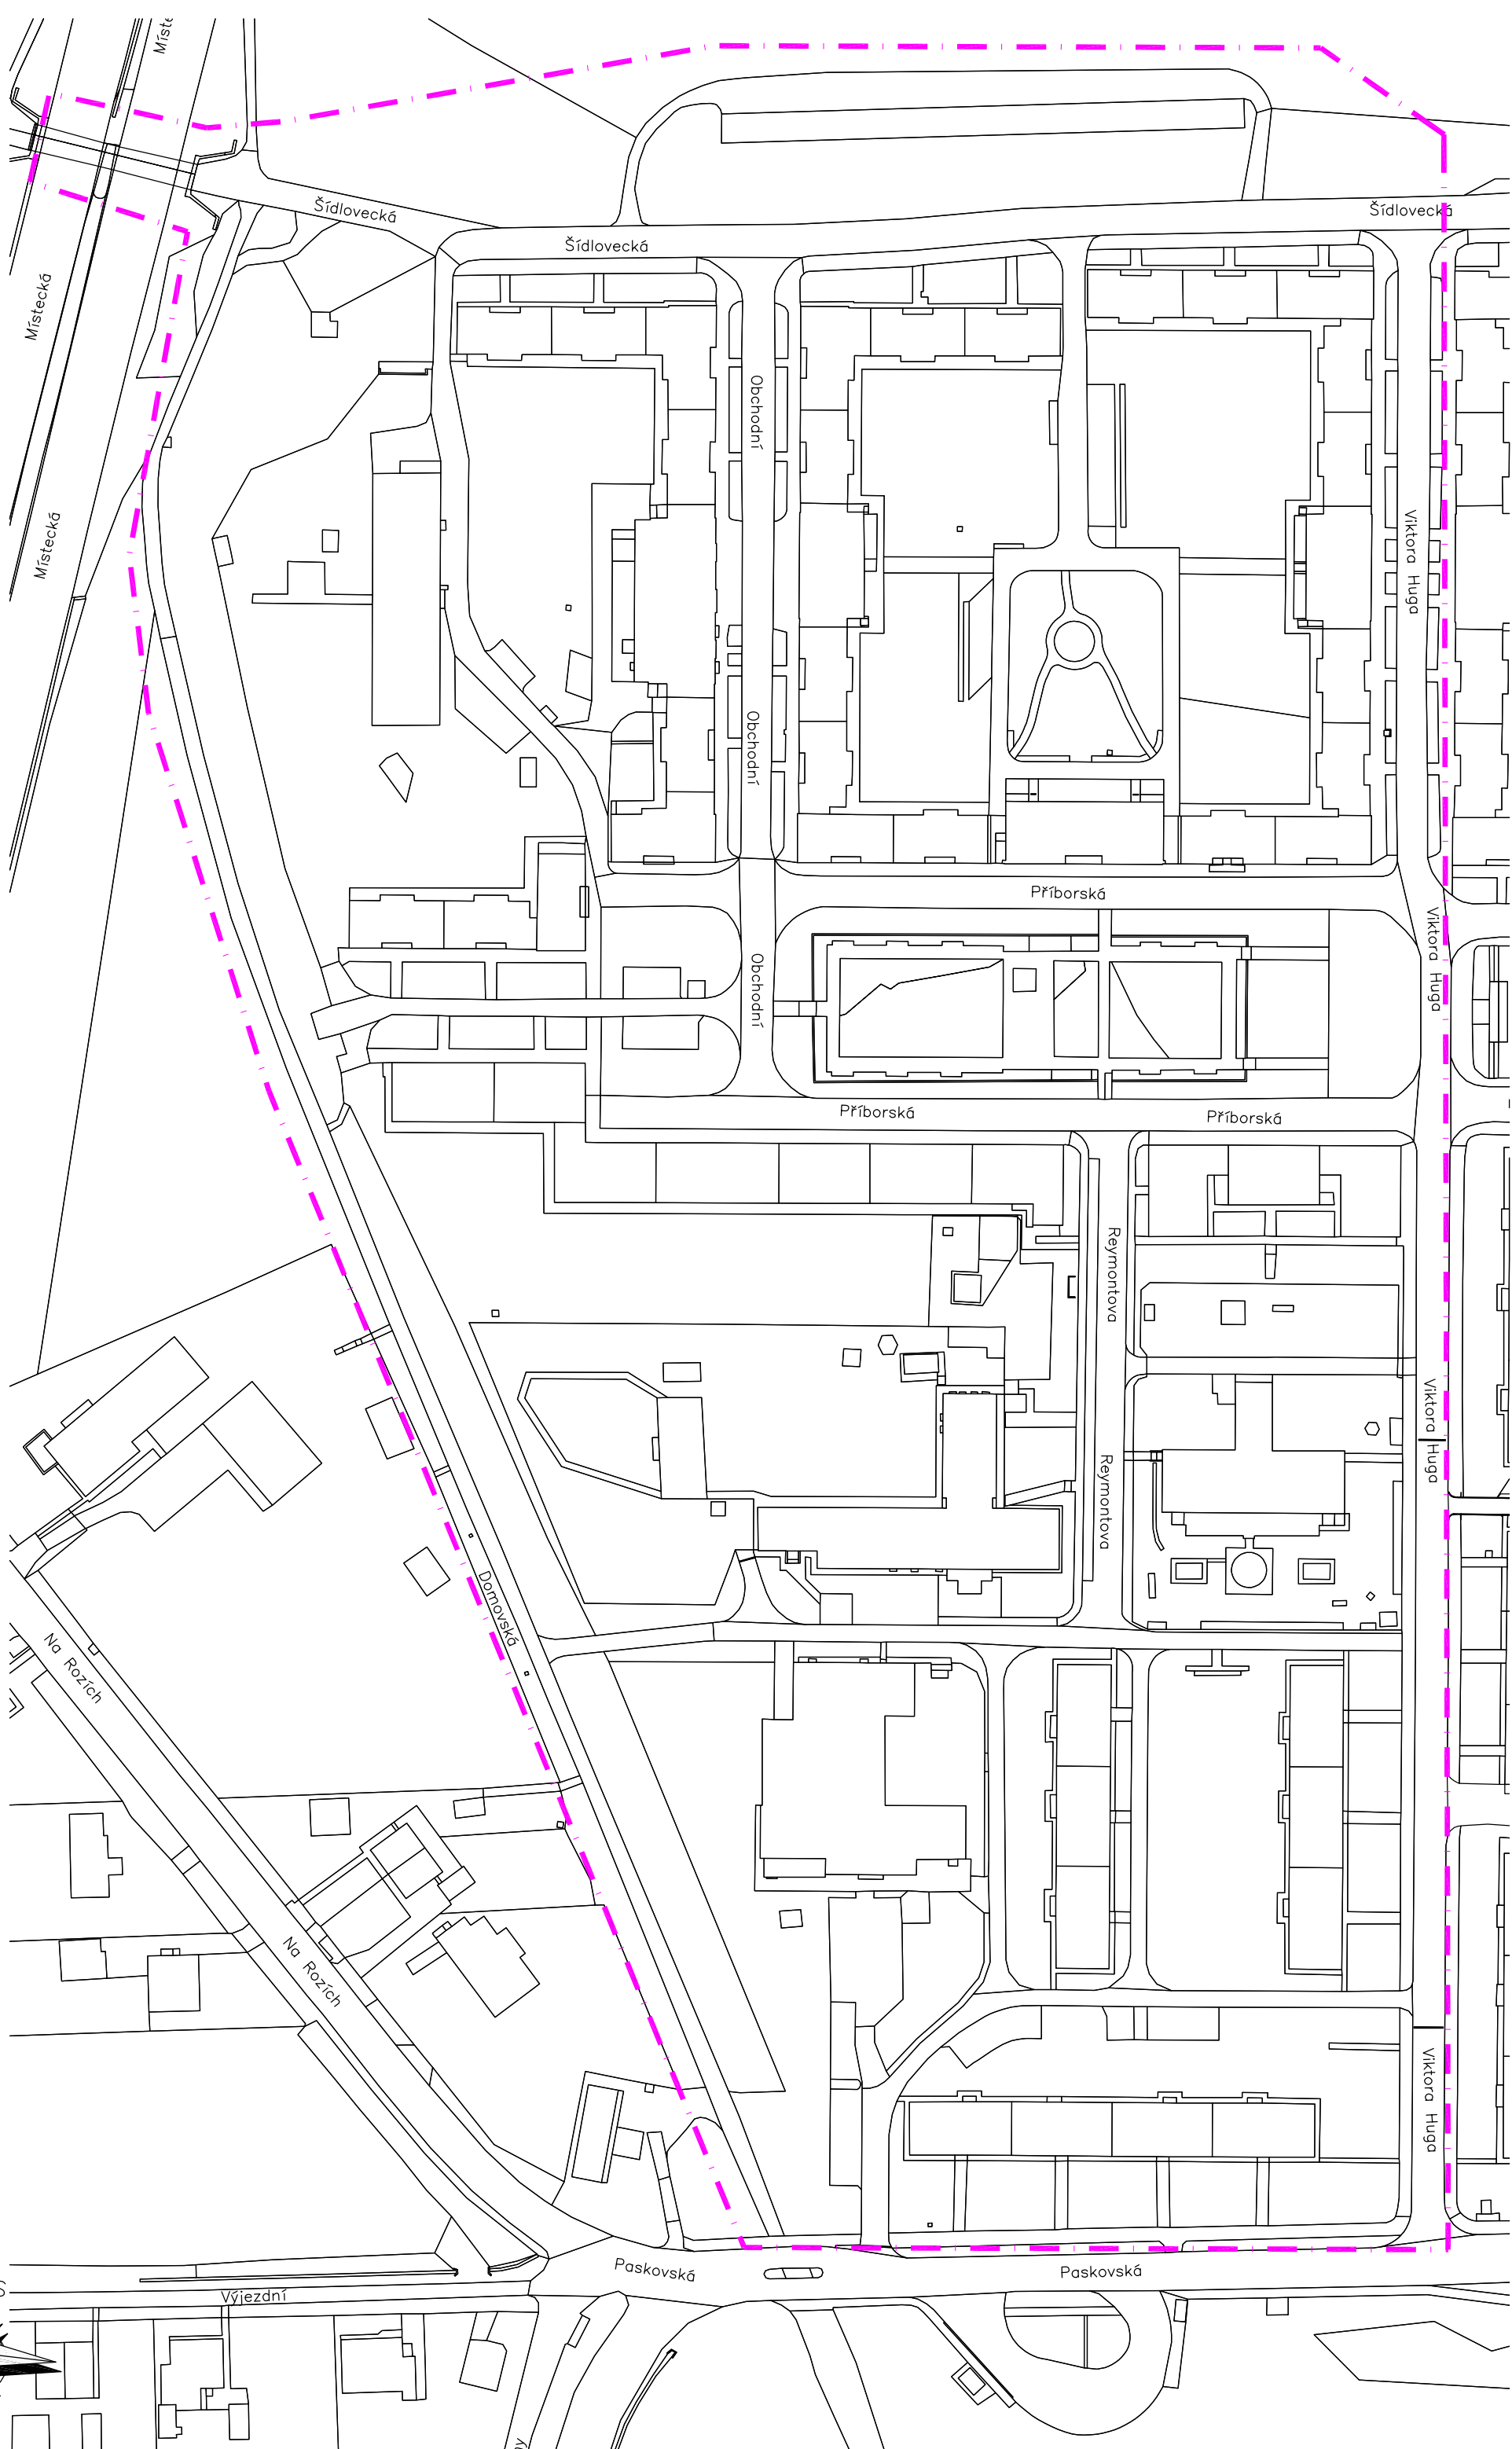 Šídlovecká
Šídlovecká
Šídlovecká
Místecká
Obchodní
Místecká
Viktora Huga
Obchodní
Příborská
Viktora Huga
Obchodní
Příborská
Příborská
Reymontova
Viktora Huga
Reymontova
Domovská
Na Rozích
Na Rozích
Viktora Huga
Paskovská
Paskovská
Výjezdní